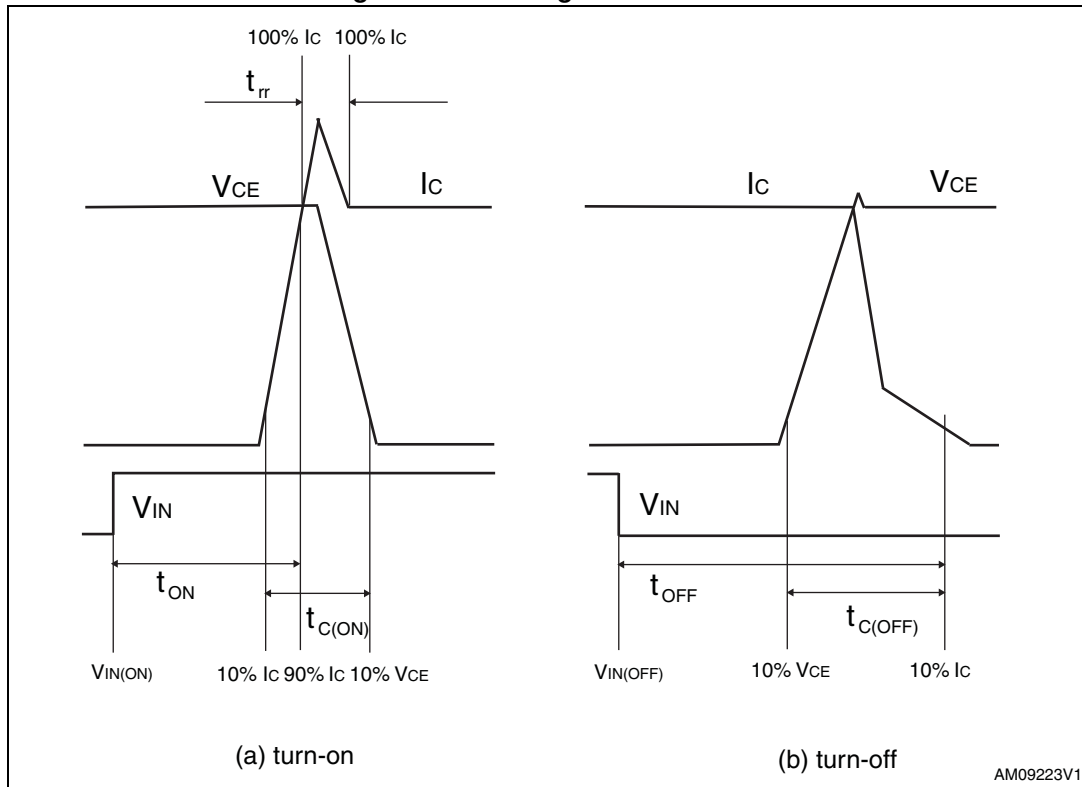 100% IC 100% IC
trr
VCE IC
VIN
tON
tC(ON)
VIN(ON) 10% IC 90% IC 10% VCE
(a) turn-on
IC VCE
VIN
tOFF
tC(OFF)
VIN(OFF) 10% VCE 10% IC
(b) turn-off
AM09223V1